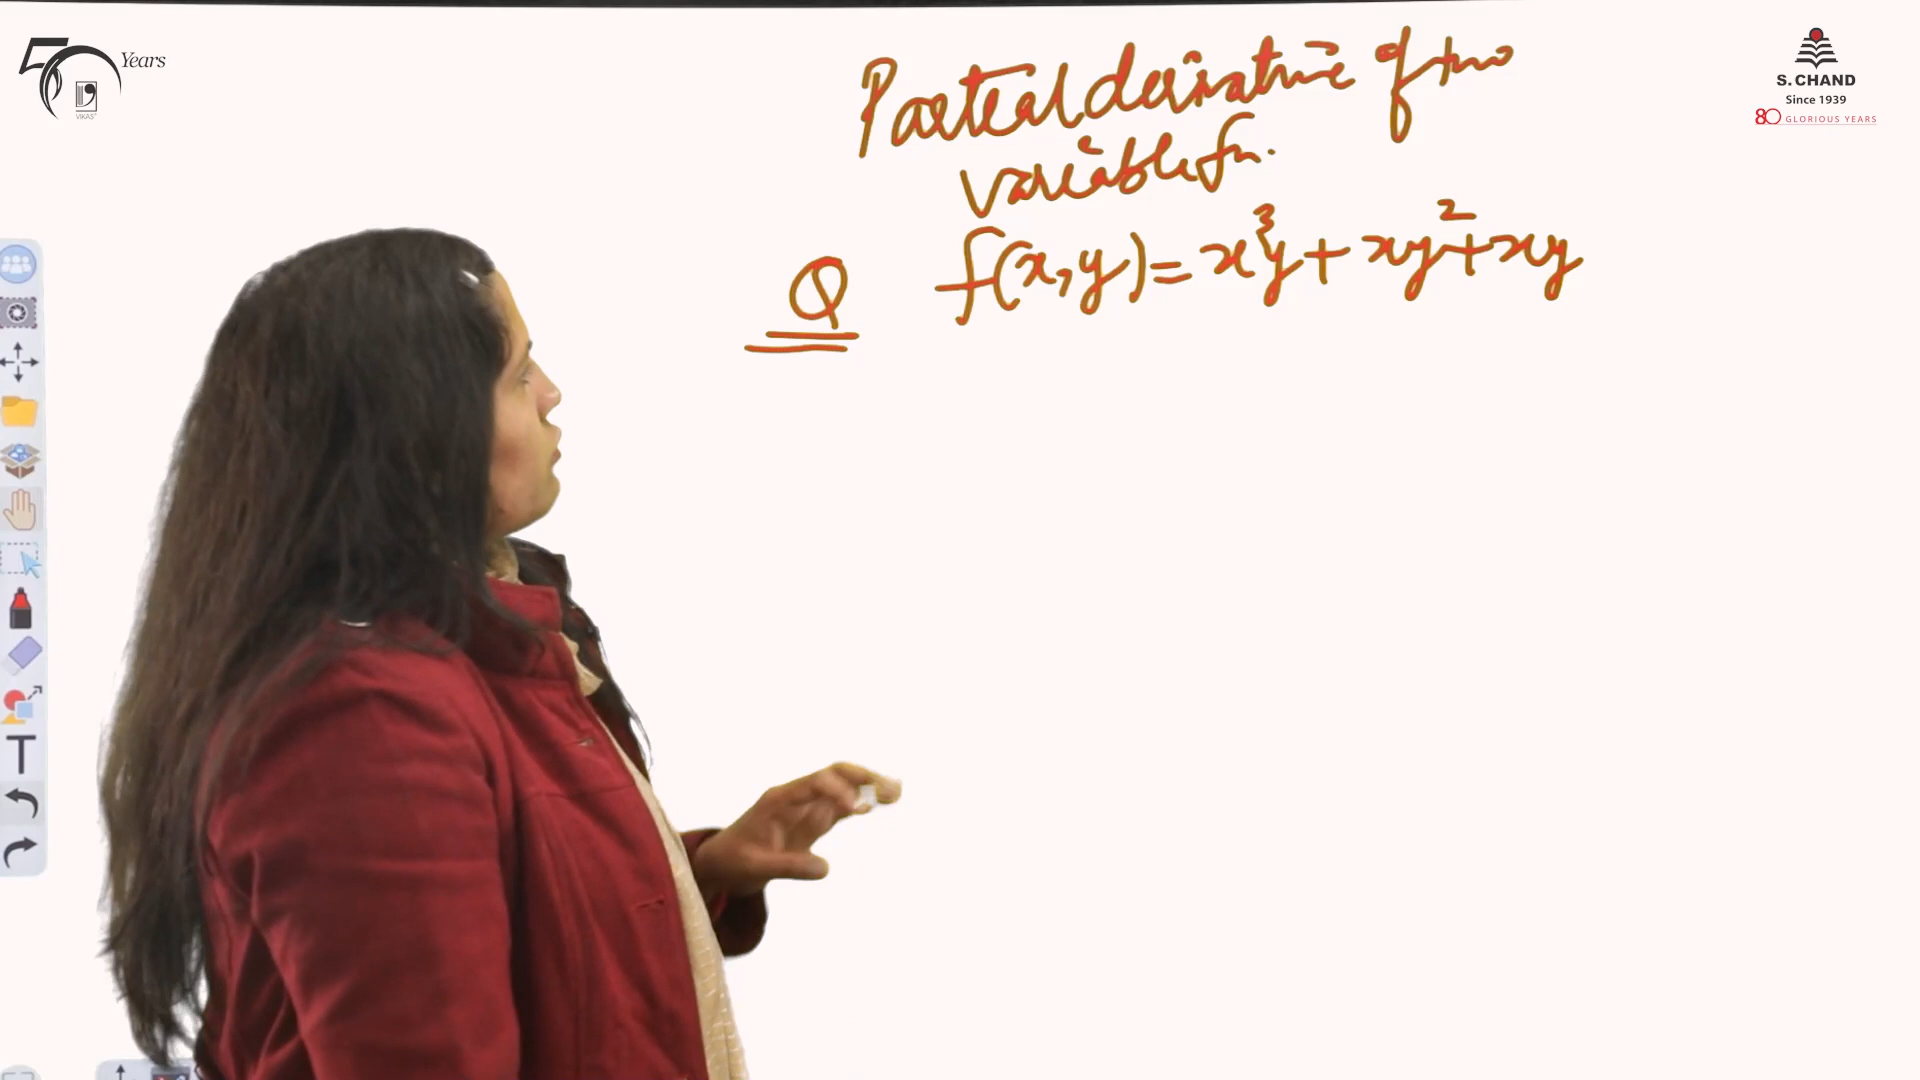 50 Years
VIKAS
S. CHAND
Since 1939
80 GLORIOUS YEARS
Partial derivative of two
variable fn.
Q f(x,y) = x³y + xy² + xy
T